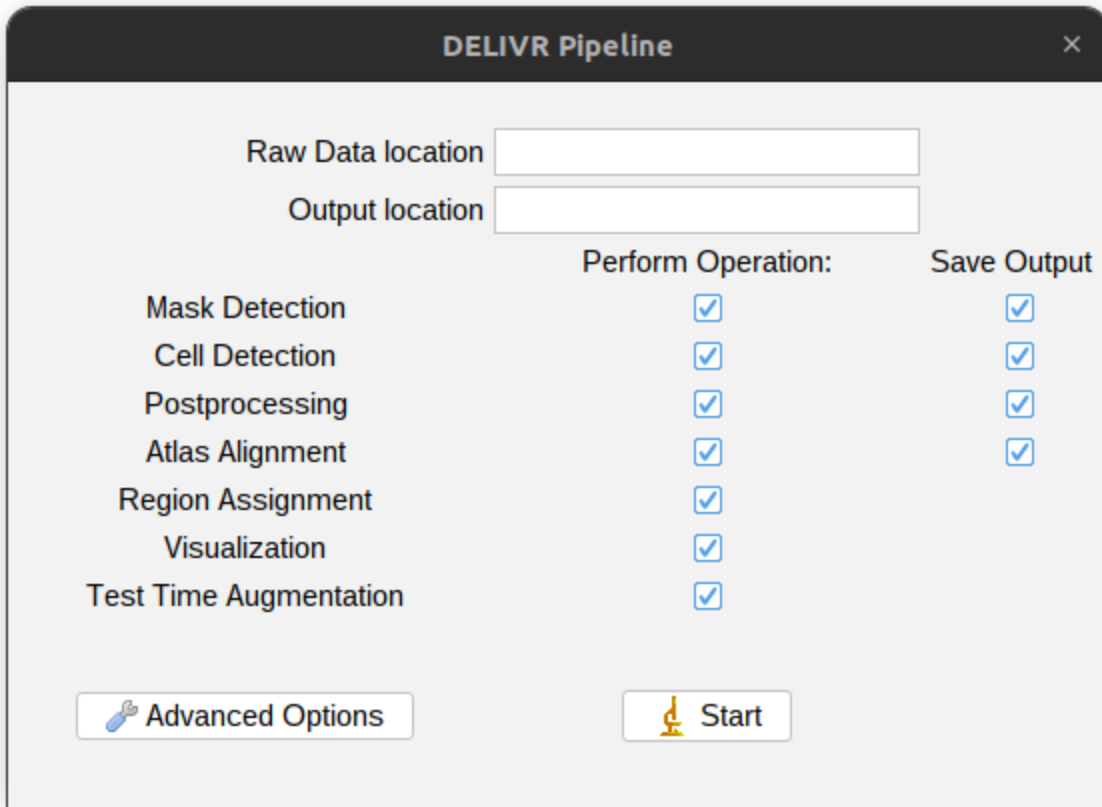 DELIVR Pipeline ×
Raw Data location
Output location
Perform Operation: Save Output
Mask Detection
Cell Detection
Postprocessing
Atlas Alignment
Region Assignment
Visualization
Test Time Augmentation
Advanced Options Start